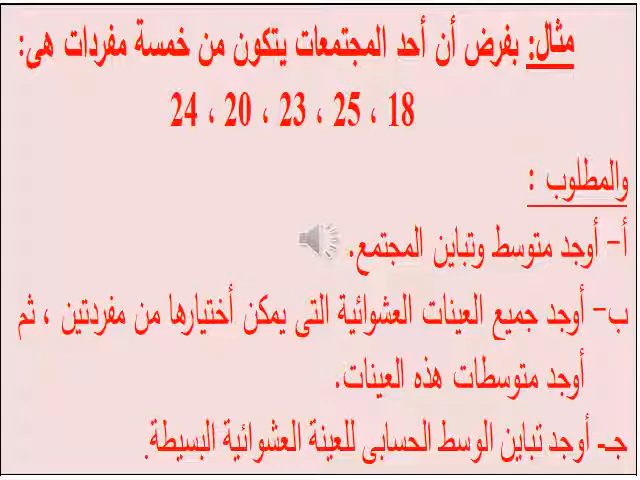 مثال: بفرض أن أحد المجتمعات يتكون من خمسة مفردات هى:
18 ، 25 ، 23 ، 20 ، 24
والمطلوب :
أ- أوجد متوسط وتباين المجتمع.
ب- أوجد جميع العينات العشوائية التى يمكن أختيارها من مفردتين ، ثم
أوجد متوسطات هذه العينات.
جـ- أوجد تباين الوسط الحسابى للعينة العشوائية البسيطة.